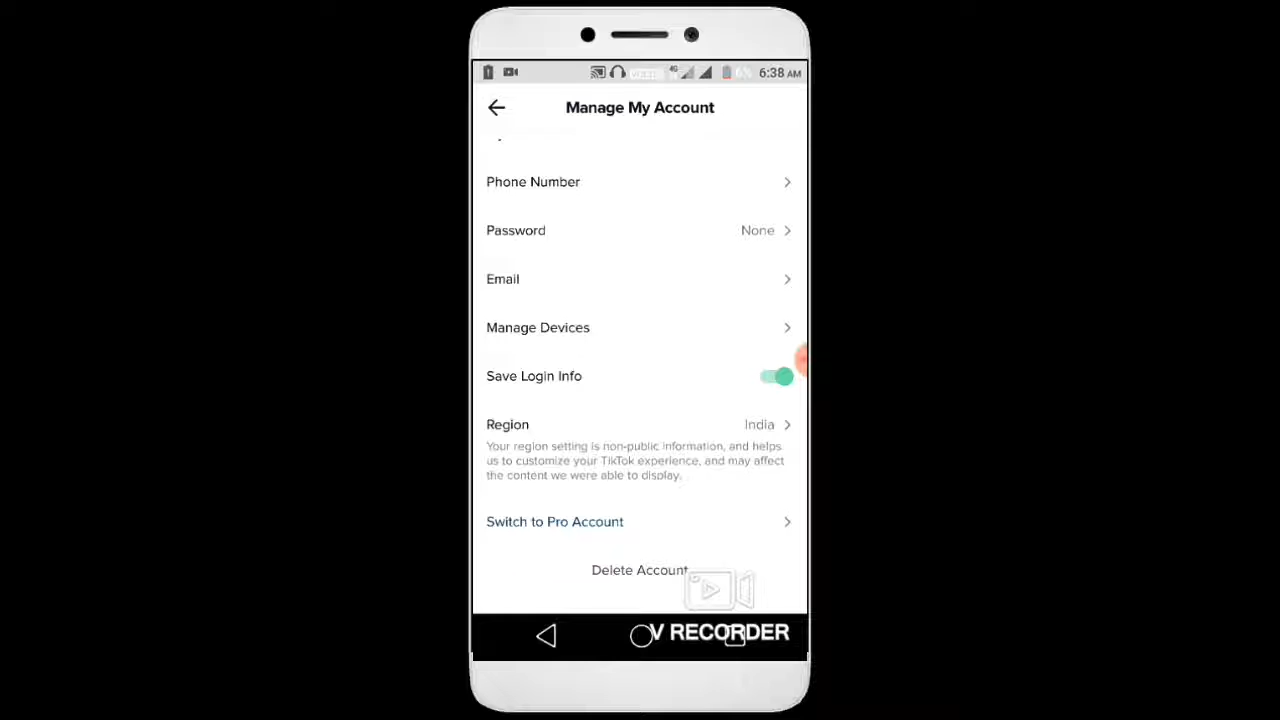 6:38 AM
Manage My Account
Phone Number
Password None
Email
Manage Devices
Save Login Info
Region India
Your region setting is non-public information, and helps
us to customize your TikTok experience, and may affect
the content we were able to display.
Switch to Pro Account
Delete Account
V RECORDER